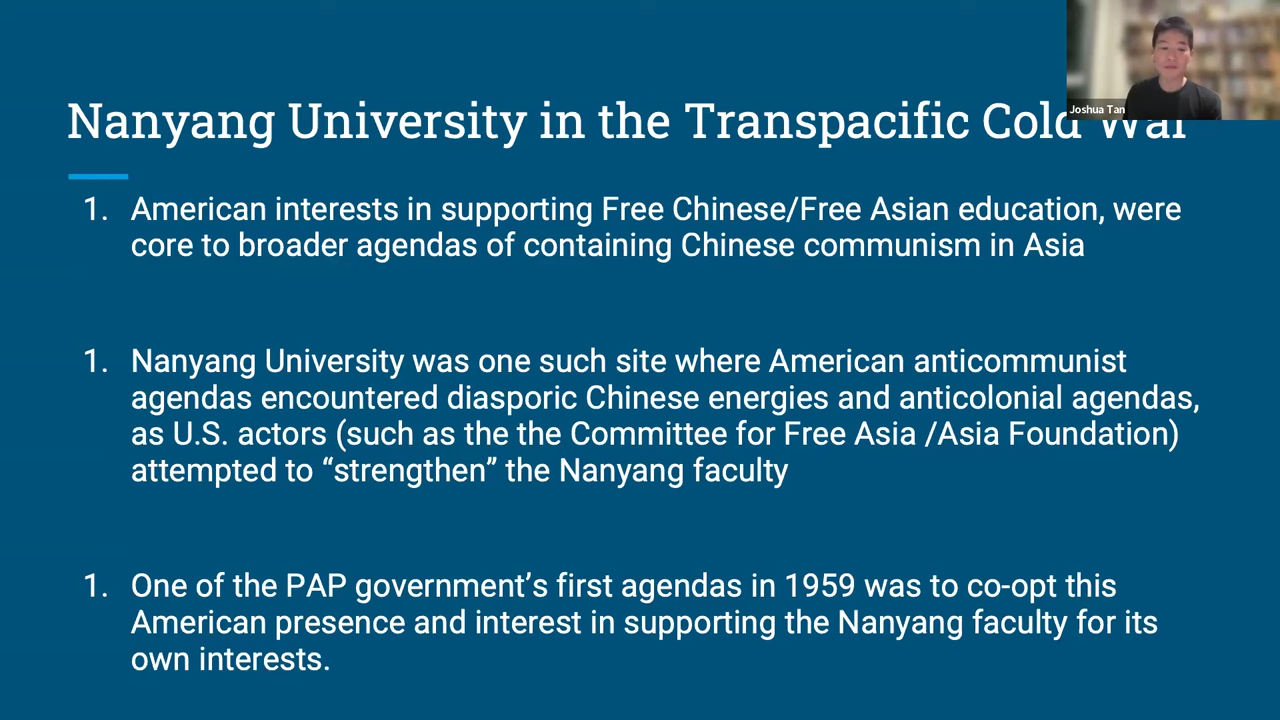 Nanyang University in the Transpacific Cold War
Joshua Tan
1. American interests in supporting Free Chinese/Free Asian education, were
core to broader agendas of containing Chinese communism in Asia
1. Nanyang University was one such site where American anticommunist
agendas encountered diasporic Chinese energies and anticolonial agendas,
as U.S. actors (such as the the Committee for Free Asia /Asia Foundation)
attempted to “strengthen” the Nanyang faculty
1. One of the PAP government’s first agendas in 1959 was to co-opt this
American presence and interest in supporting the Nanyang faculty for its
own interests.